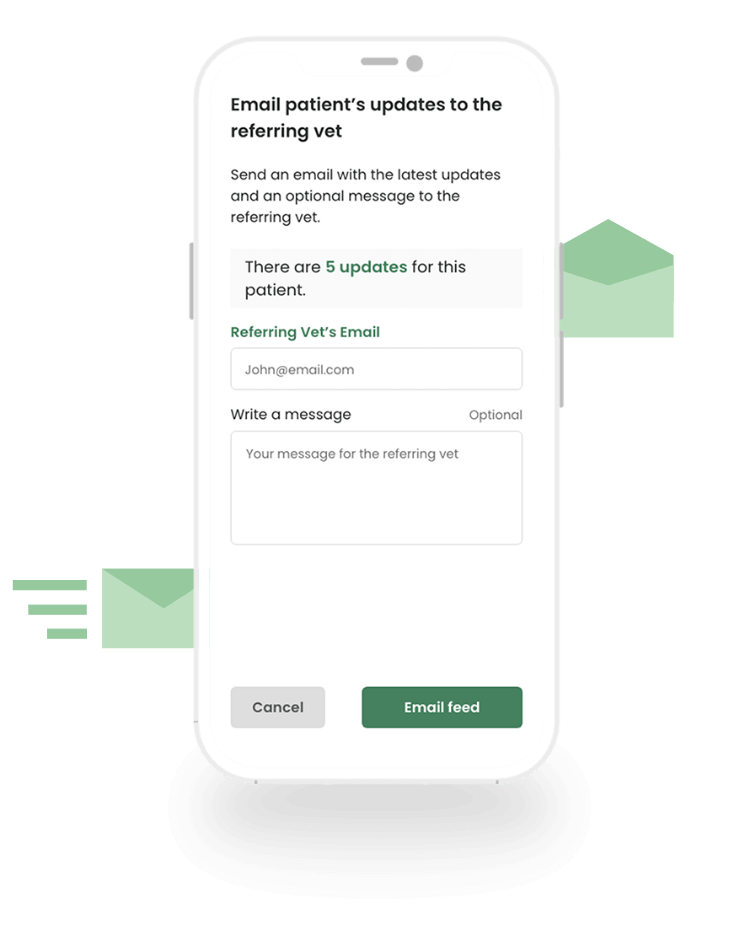 Email patient’s updates to the
referring vet
Send an email with the latest updates
and an optional message to the
referring vet.
There are 5 updates for this
patient.
Referring Vet’s Email
John@email.com
Write a message Optional
Your message for the referring vet
Cancel Email feed